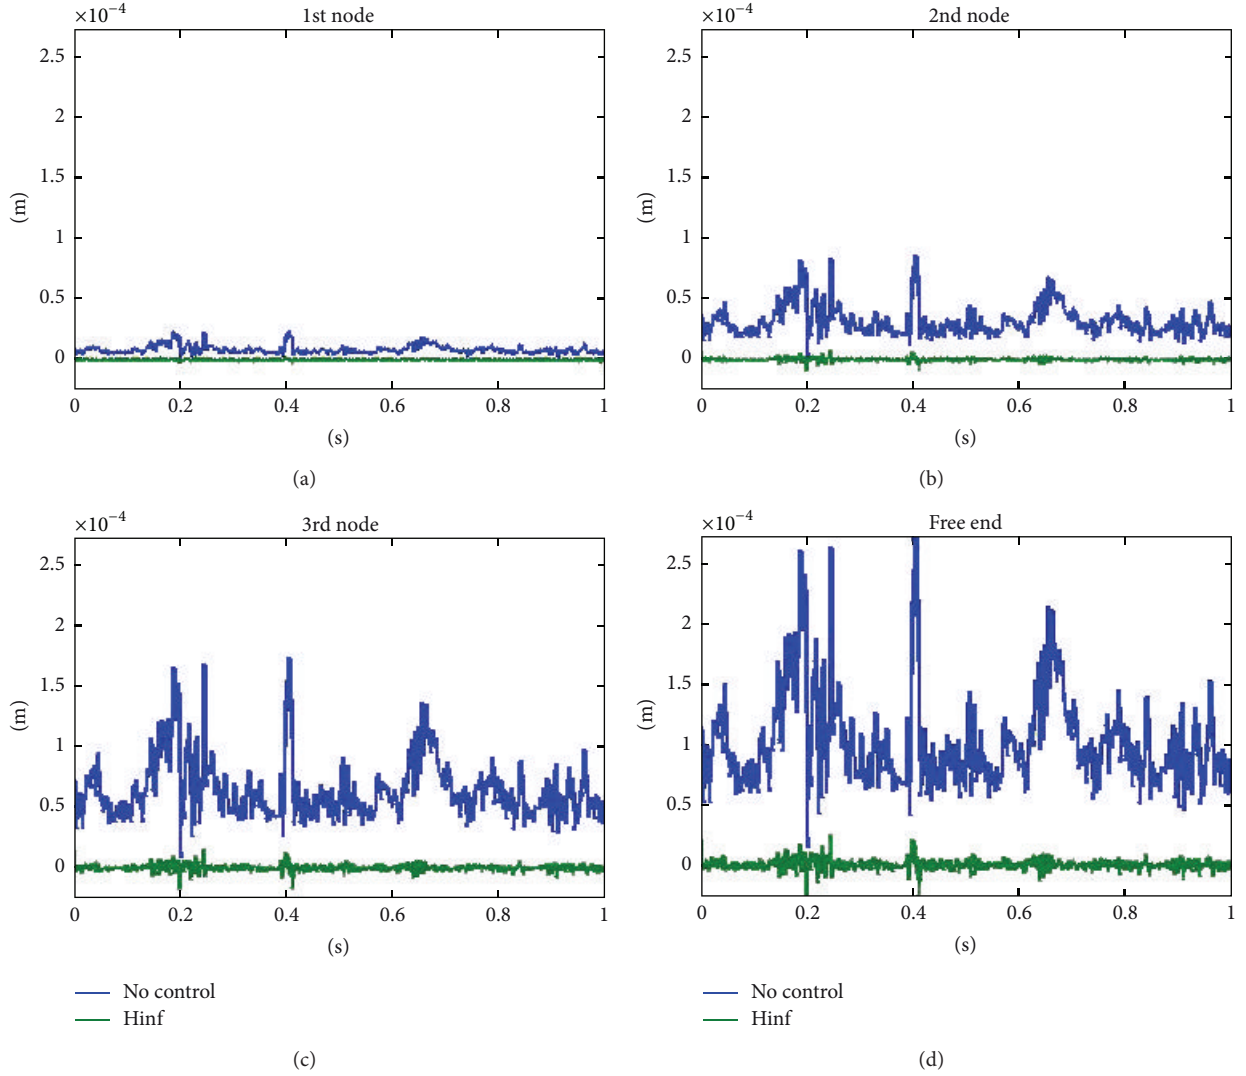 ×10⁻⁴ 1st node
2.5
2
1.5
1
0.5
0
(m)
0 0.2 0.4 0.6 0.8 1
(s)
(a)
×10⁻⁴ 2nd node
2.5
2
1.5
1
0.5
0
(m)
0 0.2 0.4 0.6 0.8 1
(s)
(b)
×10⁻⁴ 3rd node
2.5
2
1.5
1
0.5
0
(m)
0 0.2 0.4 0.6 0.8 1
(s)
No control
Hinf
(c)
×10⁻⁴ Free end
2.5
2
1.5
1
0.5
0
(m)
0 0.2 0.4 0.6 0.8 1
(s)
No control
Hinf
(d)